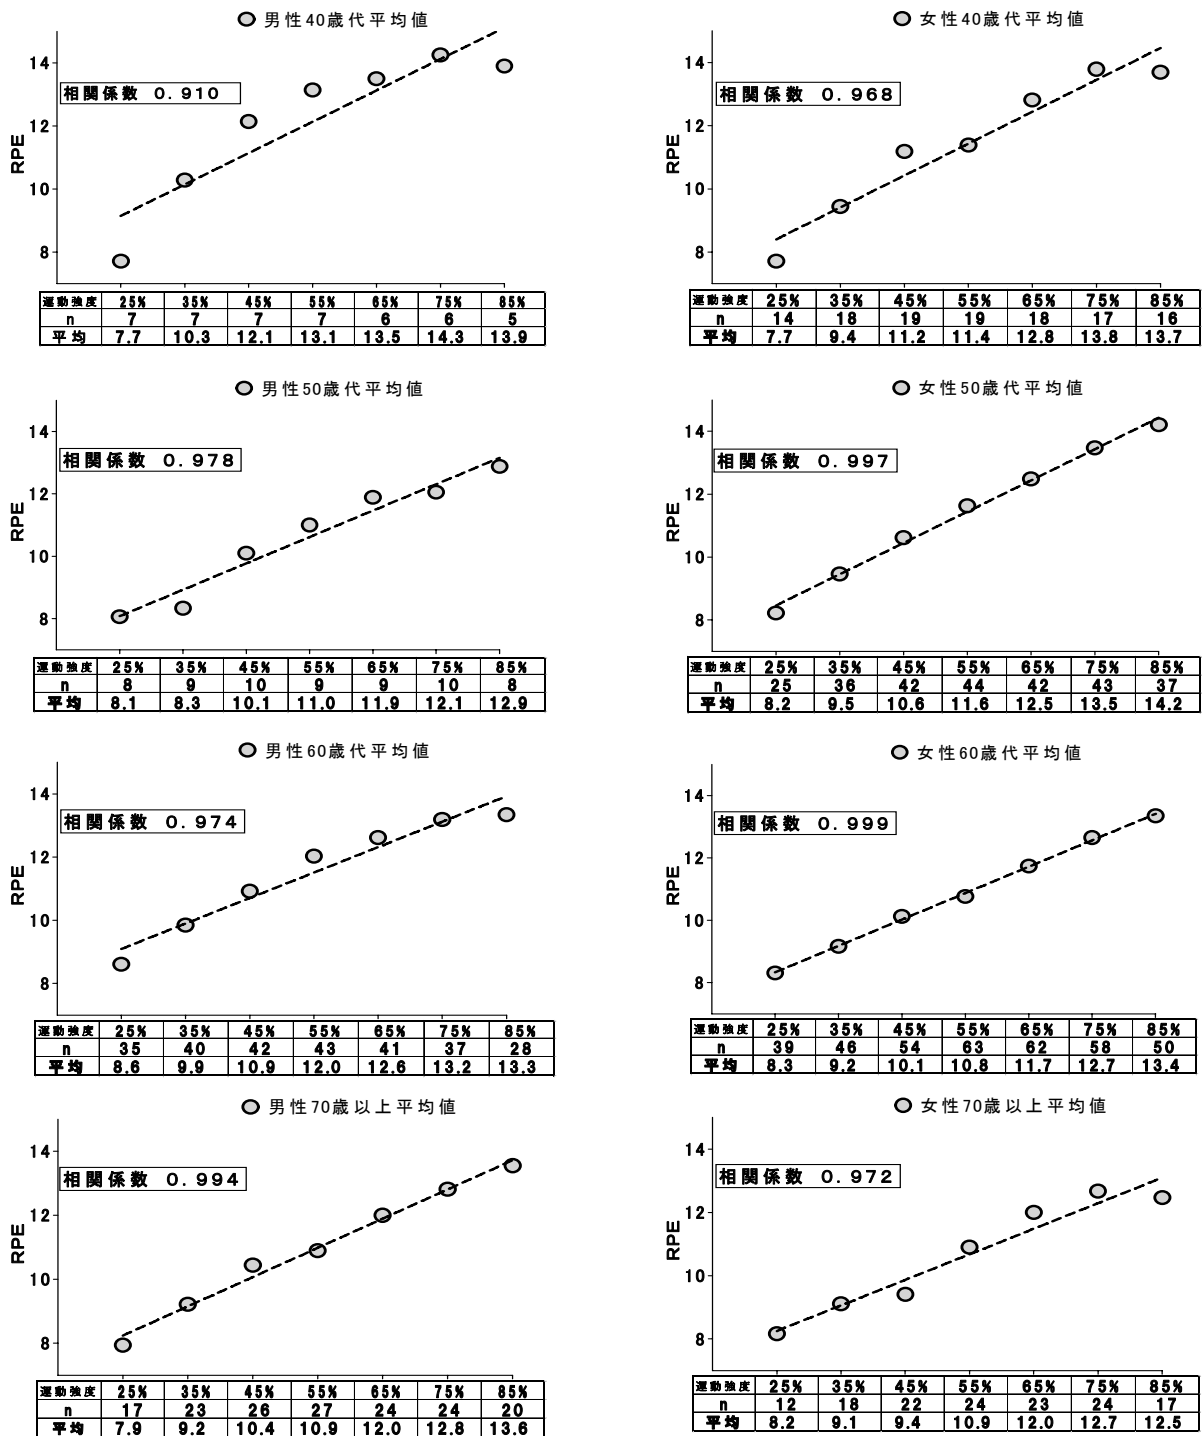 男性40歳代平均値
14
相関係数 0.910
12
RPE
10
8
運動強度 25% 35% 45% 55% 65% 75% 85%
n 7 7 7 7 6 6 5
平均 7.7 10.3 12.1 13.1 13.5 14.3 13.9
女性40歳代平均値
14
相関係数 0.968
12
RPE
10
8
運動強度 25% 35% 45% 55% 65% 75% 85%
n 14 18 19 19 18 17 16
平均 7.7 9.4 11.2 11.4 12.8 13.8 13.7
男性50歳代平均値
14
相関係数 0.978
12
RPE
10
8
運動強度 25% 35% 45% 55% 65% 75% 85%
n 8 9 10 9 9 10 8
平均 8.1 8.3 10.1 11.0 11.9 12.1 12.9
女性50歳代平均値
14
相関係数 0.997
12
RPE
10
8
運動強度 25% 35% 45% 55% 65% 75% 85%
n 25 36 42 44 42 43 37
平均 8.2 9.5 10.6 11.6 12.5 13.5 14.2
男性60歳代平均値
14
相関係数 0.974
12
RPE
10
8
運動強度 25% 35% 45% 55% 65% 75% 85%
n 35 40 42 43 41 37 28
平均 8.6 9.9 10.9 12.0 12.6 13.2 13.3
女性60歳代平均値
14
相関係数 0.999
12
RPE
10
8
運動強度 25% 35% 45% 55% 65% 75% 85%
n 39 46 54 63 62 58 50
平均 8.3 9.2 10.1 10.8 11.7 12.7 13.4
男性70歳以上平均値
14
相関係数 0.994
12
RPE
10
8
運動強度 25% 35% 45% 55% 65% 75% 85%
n 17 23 26 27 24 24 20
平均 7.9 9.2 10.4 10.9 12.0 12.8 13.6
女性70歳以上平均値
14
相関係数 0.972
12
RPE
10
8
運動強度 25% 35% 45% 55% 65% 75% 85%
n 12 18 22 24 23 24 17
平均 8.2 9.1 9.4 10.9 12.0 12.7 12.5